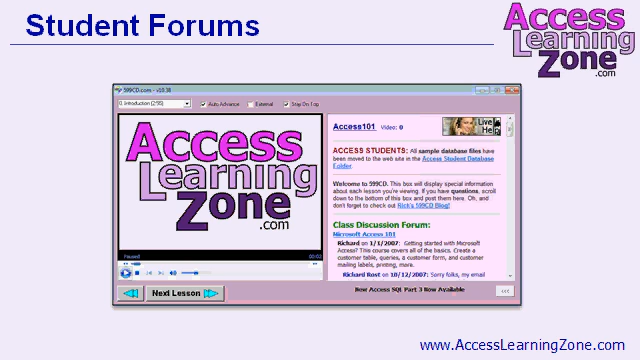 Student Forums
Access
Learning
Zone
.com
599CD.com - v10.38
0. Introduction (2:55)
Auto Advance
External
Stay On Top
Access
Learning
Zone
.com
Paused
00:02
Next Lesson
Access101 Video: 0
Live
Help
ACCESS STUDENTS: All sample database files have
been moved to the web site in the Access Student Database
Folder.
Welcome to 599CD. This box will display special information
about each lesson you're viewing. If you have questions, scroll
down to the bottom of this box and post them here. Oh, and
don't forget to check out Rick's 599CD Blog!
Class Discussion Forum:
Microsoft Access 101
Richard on 1/1/2007: Getting started with Microsoft
Access? This course covers all of the basics. Create a
customer table, queries, a customer form, and customer
mailing labels, printing, more.
Richard Rost on 10/12/2007: Sorry folks, my email
New Access SQL Part 3 Now Available
<<<
www.AccessLearningZone.com